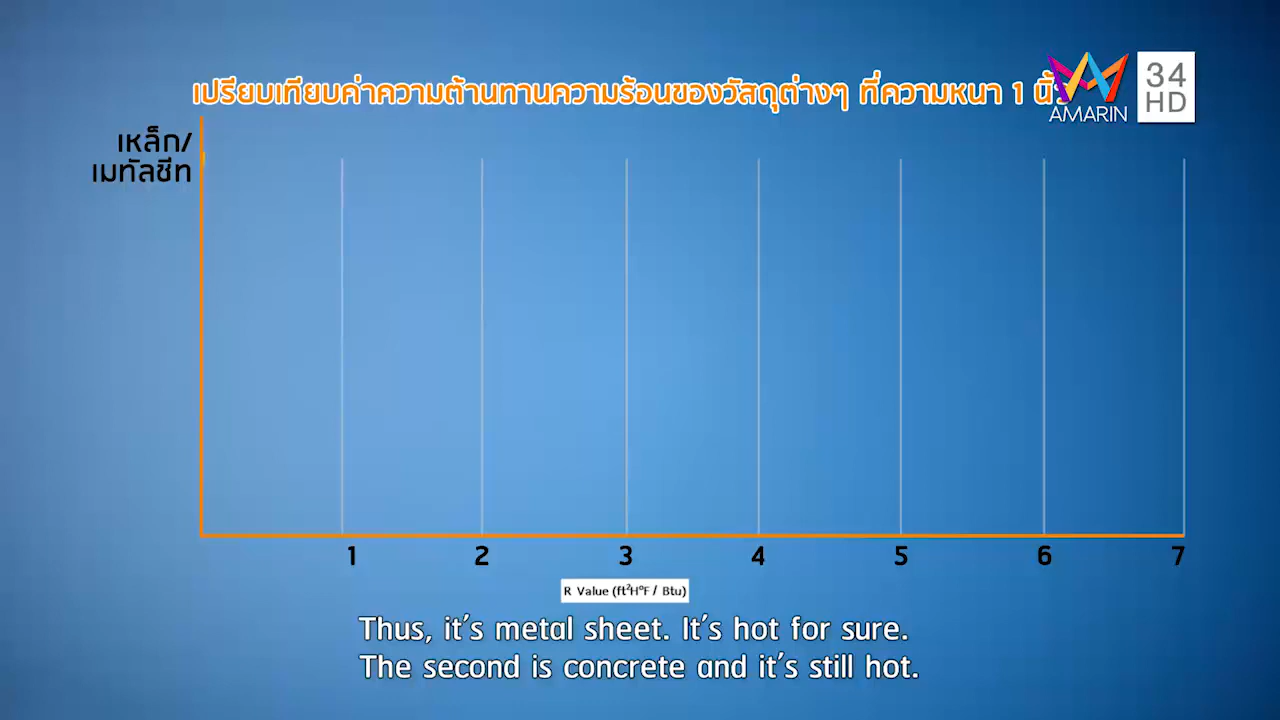 เปรียบเทียบค่าความต้านทานความร้อนของวัสดุต่างๆ ที่ความหนา 1
AMARIN
34
HD
เหล็ก/
เมทัลชีท
1 2 3 4 5 6 7
R Value (ft²H°F / Btu)
Thus, it's metal sheet. It's hot for sure.
The second is concrete and it's still hot.